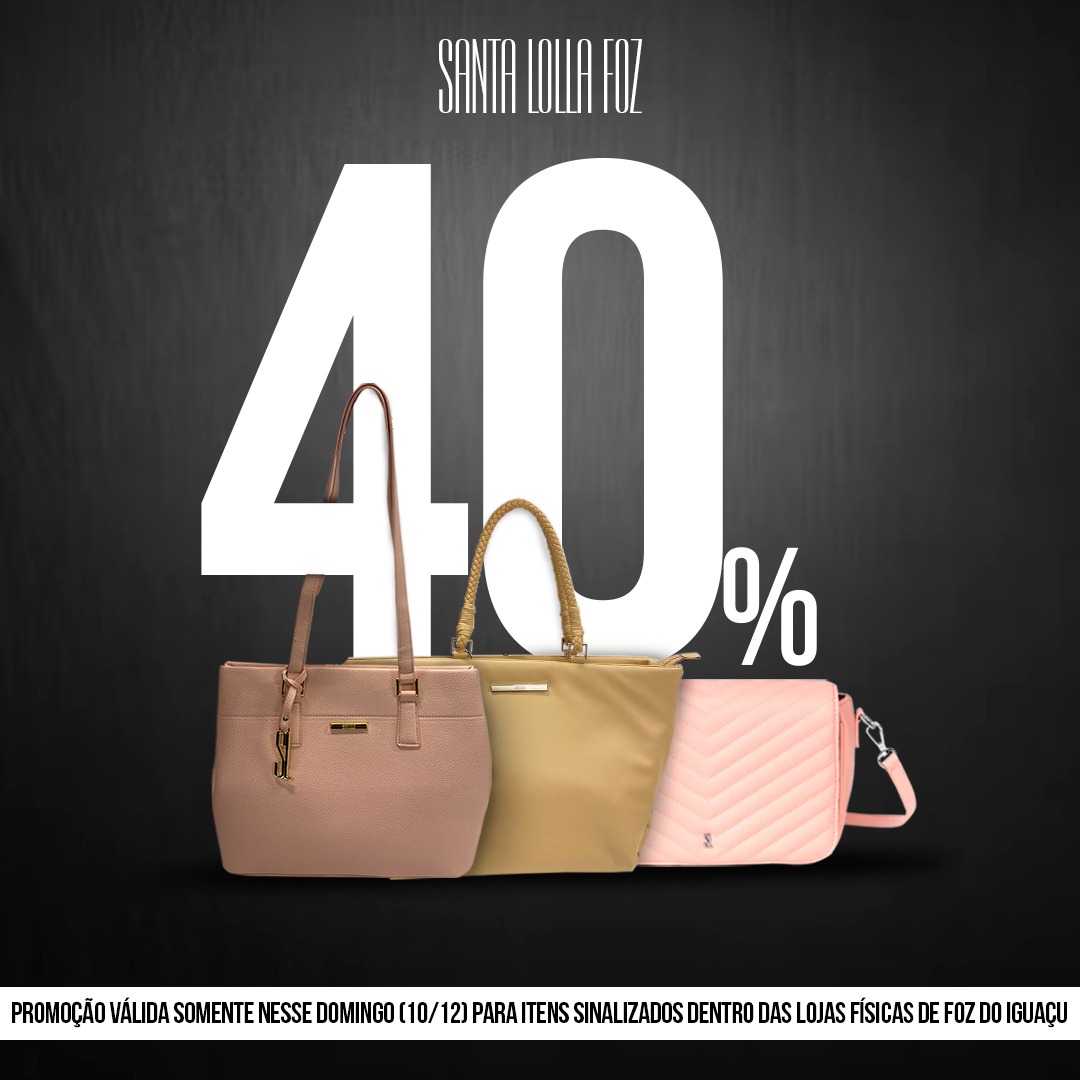 SANTA LOLLA FOZ
40%
SL
PROMOÇÃO VÁLIDA SOMENTE NESSE DOMINGO (10/12) PARA ITENS SINALIZADOS DENTRO DAS LOJAS FÍSICAS DE FOZ DO IGUAÇU